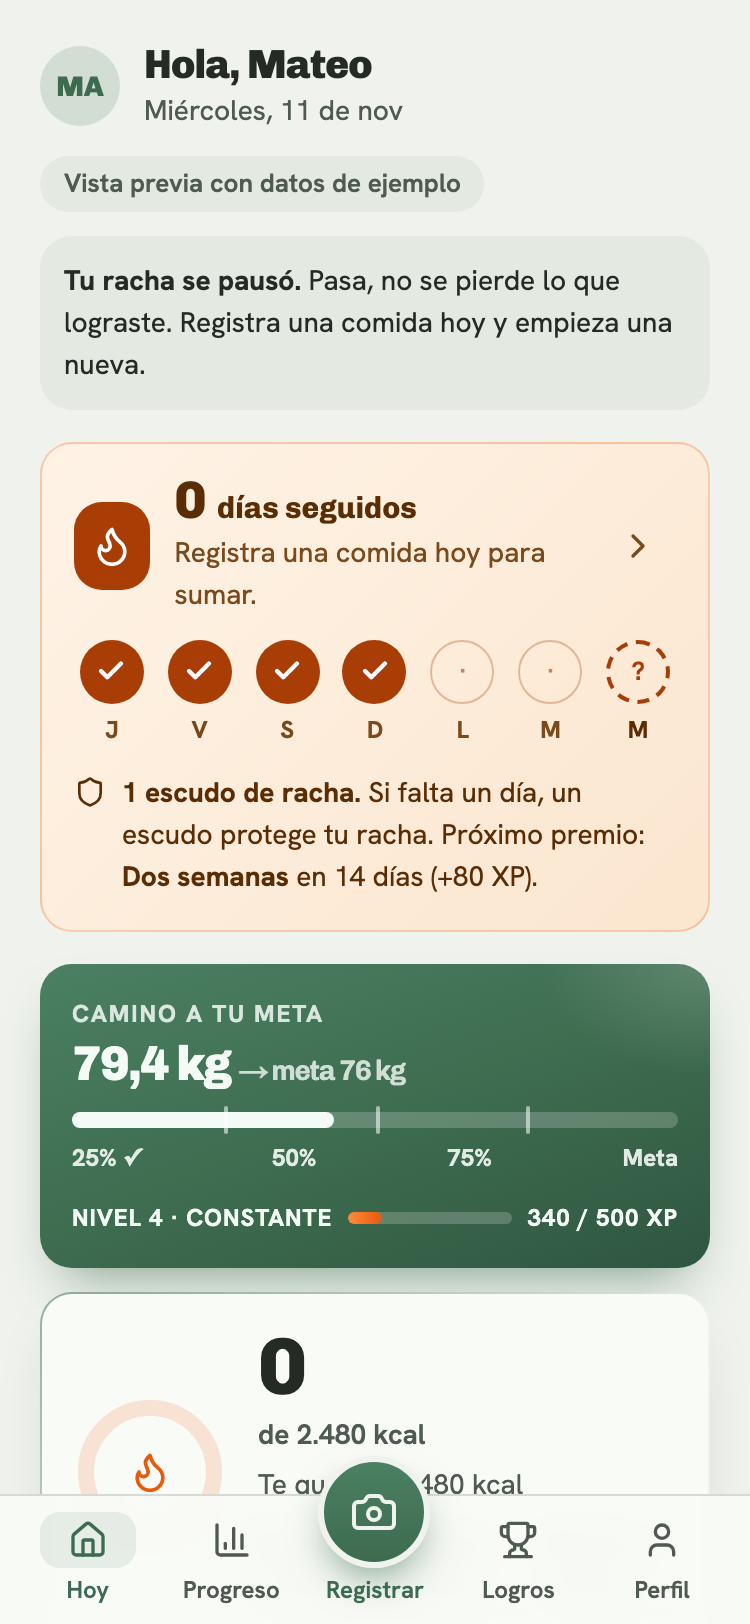 MA
Hola, Mateo
Miércoles, 11 de nov
Vista previa con datos de ejemplo
Tu racha se pausó. Pasa, no se pierde lo que
lograste. Registra una comida hoy y empieza una
nueva.
0 días seguidos
Registra una comida hoy para
sumar.
· · ?
J V S D L M M
1 escudo de racha. Si falta un día, un
escudo protege tu racha. Próximo premio:
Dos semanas en 14 días (+80 XP).
CAMINO A TU META
79,4 kg → meta 76 kg
25% ✓ 50% 75% Meta
NIVEL 4 · CONSTANTE 340 / 500 XP
0
de 2.480 kcal
Te 480 kcal
Hoy Progreso Registrar Logros Perfil